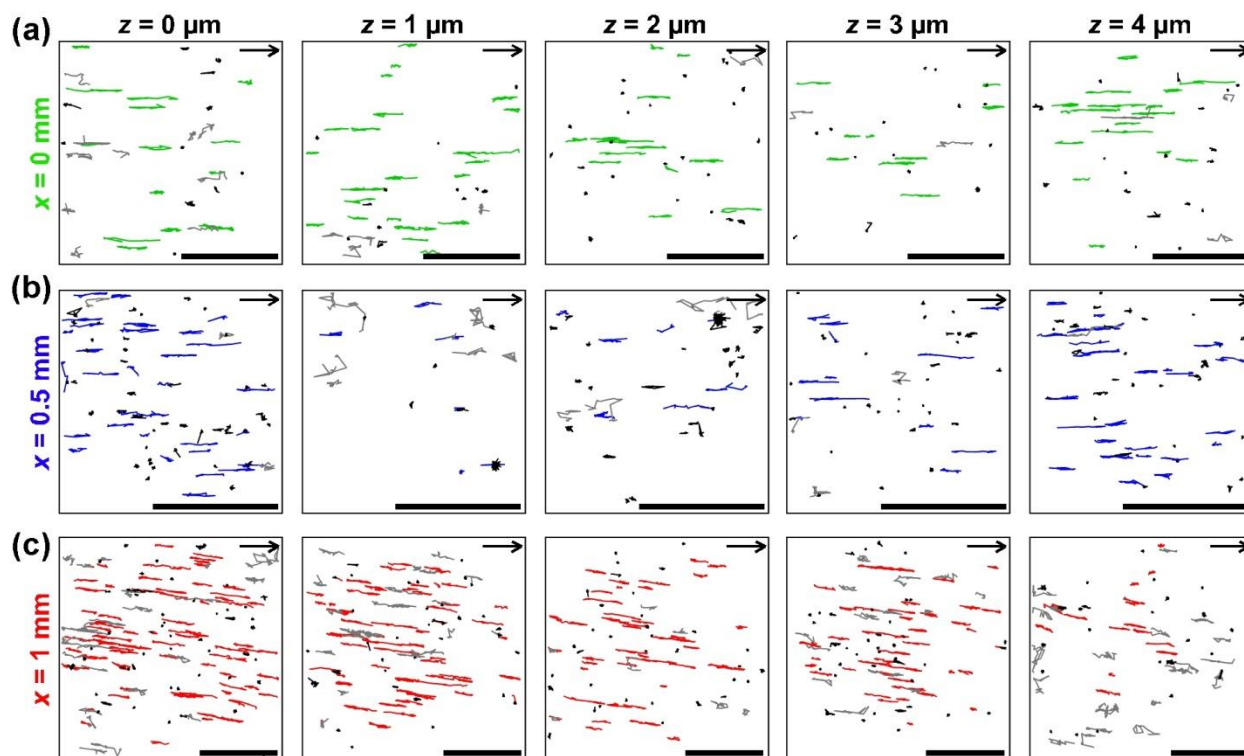 (a) z = 0 µm z = 1 µm z = 2 µm z = 3 µm z = 4 µm
x = 0 mm
(b)
x = 0.5 mm
(c)
x = 1 mm